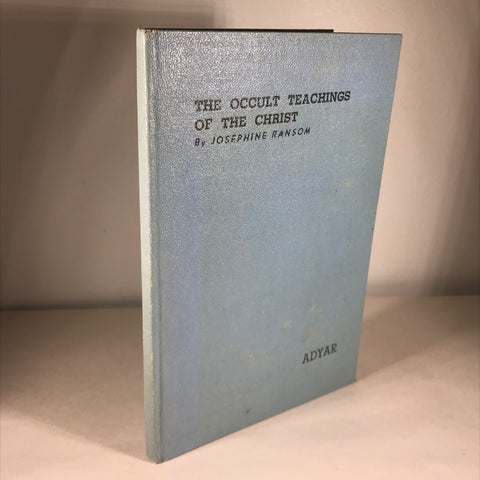 THE OCCULT TEACHINGS
OF THE CHRIST
By JOSEPHINE RANSOM
ADYAR